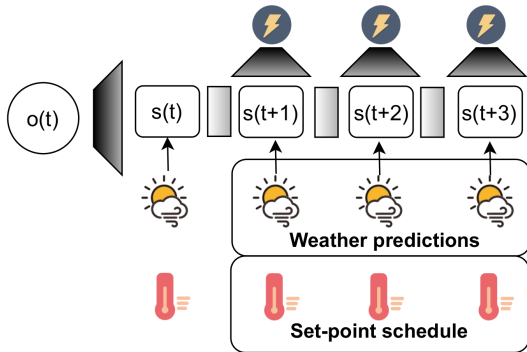 o(t)
s(t)
s(t+1)
s(t+2)
s(t+3)
Weather predictions
Set-point schedule